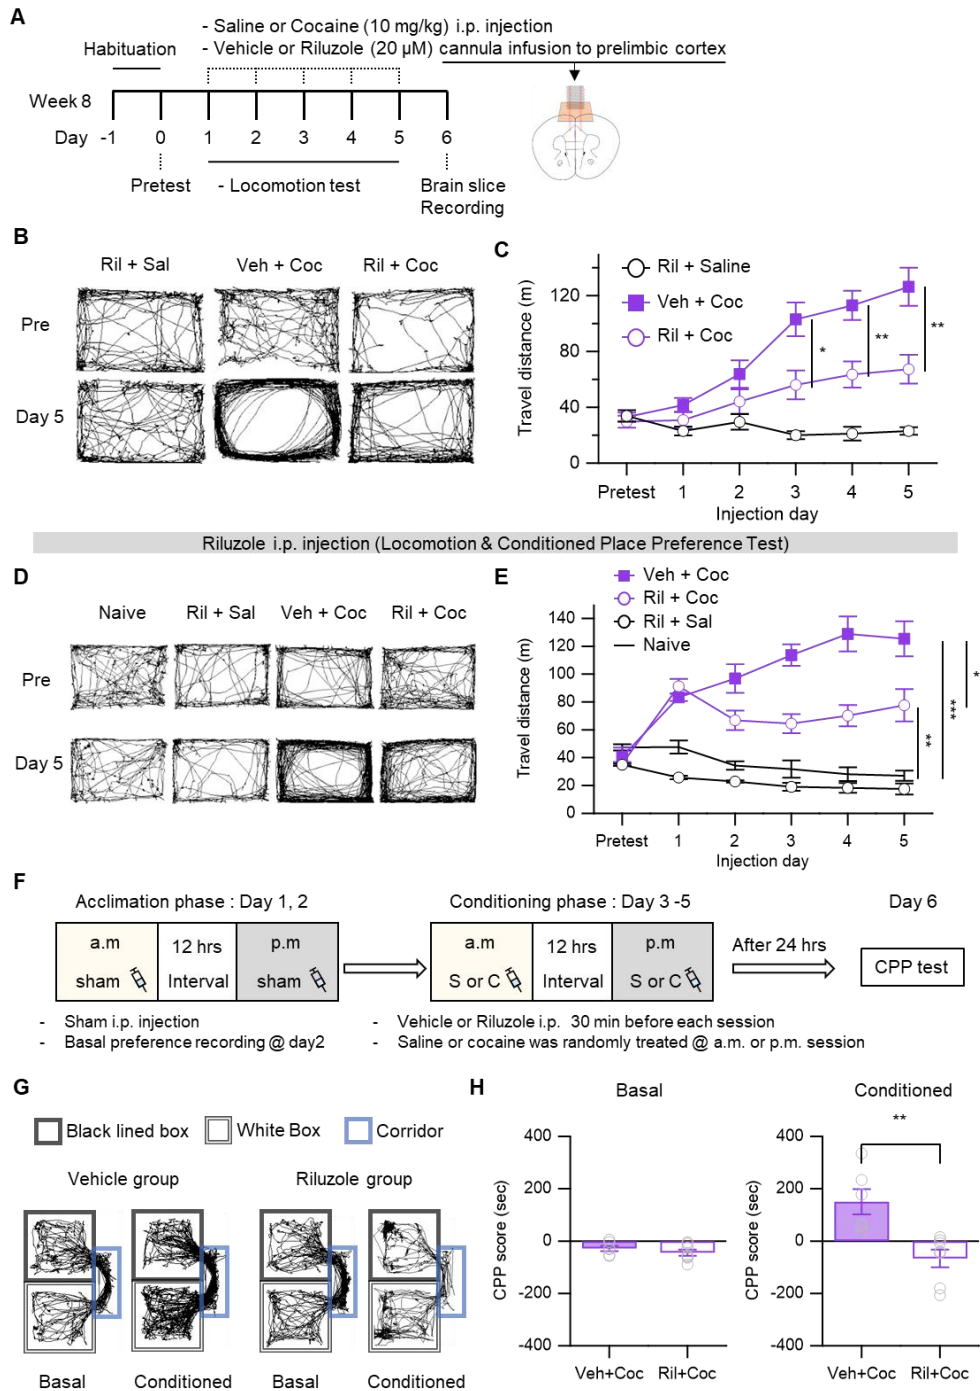 A
- Saline or Cocaine (10 mg/kg) i.p. injection
Habituation
- Vehicle or Riluzole (20 µM) cannula infusion to prelimbic cortex
Week 8
Day -1 0 1 2 3 4 5 6
Pretest
- Locomotion test
Brain slice
Recording
B
Ril + Sal Veh + Coc Ril + Coc
Pre
Day 5
C
Ril + Saline
Veh + Coc
Ril + Coc
Travel distance (m)
120
80
40
0
*
**
**
Pretest 1 2 3 4 5
Injection day
Riluzole i.p. injection (Locomotion & Conditioned Place Preference Test)
D
Naive Ril + Sal Veh + Coc Ril + Coc
Pre
Day 5
E
Veh + Coc
Ril + Coc
Ril + Sal
Naive
Travel distance (m)
140
120
100
80
60
40
20
0
**
***
*
Pretest 1 2 3 4 5
Injection day
F
Acclimation phase : Day 1, 2
Conditioning phase : Day 3 -5
Day 6
a.m
sham
12 hrs
Interval
p.m
sham
a.m
S or C
12 hrs
Interval
p.m
S or C
After 24 hrs
CPP test
- Sham i.p. injection
- Basal preference recording @ day2
- Vehicle or Riluzole i.p. 30 min before each session
- Saline or cocaine was randomly treated @ a.m. or p.m. session
G
Black lined box White Box Corridor
Vehicle group Riluzole group
Basal Conditioned Basal Conditioned
H
Basal
CPP score (sec)
400
200
0
-200
-400
Veh+Coc Ril+Coc
Conditioned
**
CPP score (sec)
400
200
0
-200
-400
Veh+Coc Ril+Coc